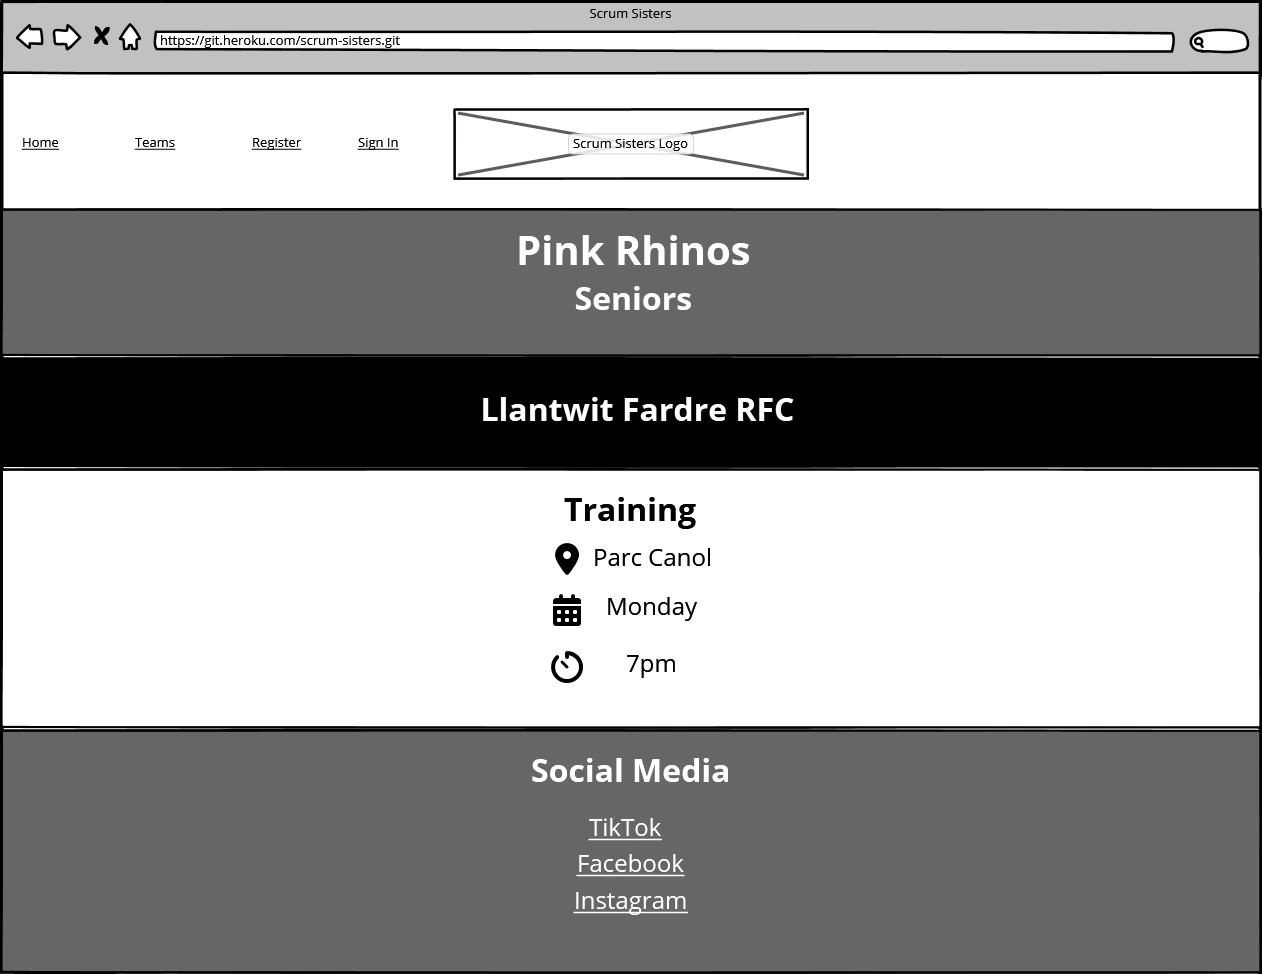 Scrum Sisters
https://git.heroku.com/scrum-sisters.git
Home Teams Register Sign In Scrum Sisters Logo
Pink Rhinos
Seniors
Llantwit Fardre RFC
Training
Parc Canol
Monday
7pm
Social Media
TikTok
Facebook
Instagram